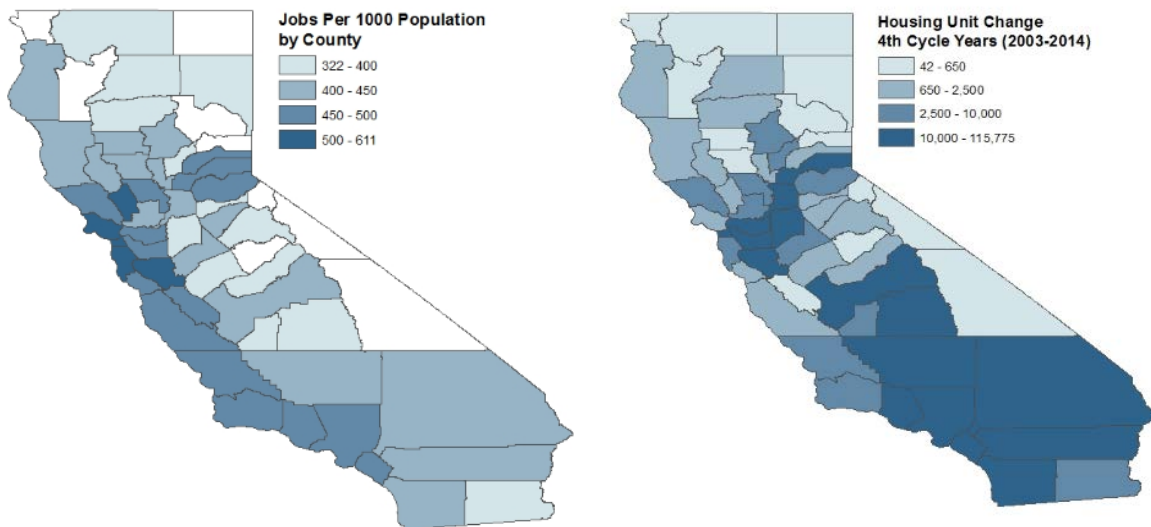 Jobs Per 1000 Population
by County
322 - 400
400 - 450
450 - 500
500 - 611
Housing Unit Change
4th Cycle Years (2003-2014)
42 - 650
650 - 2,500
2,500 - 10,000
10,000 - 115,775